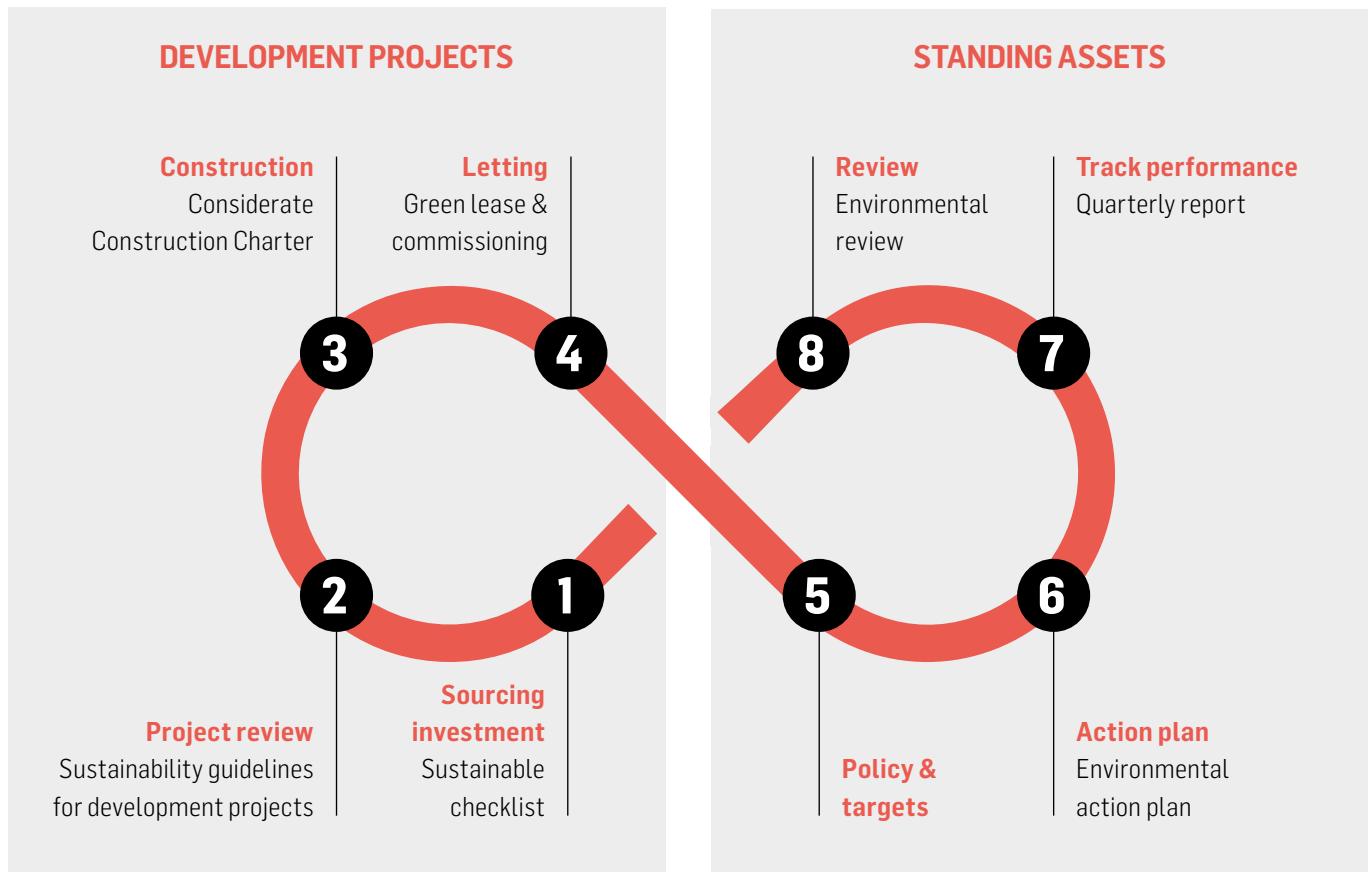 DEVELOPMENT PROJECTS
Construction
Considerate
Construction Charter
Letting
Green lease &
commissioning
3
4
2
1
Project review
Sustainability guidelines
for development projects
Sourcing
investment
Sustainable
checklist
STANDING ASSETS
Review
Environmental
review
Track performance
Quarterly report
8
7
5
6
Policy &
targets
Action plan
Environmental
action plan